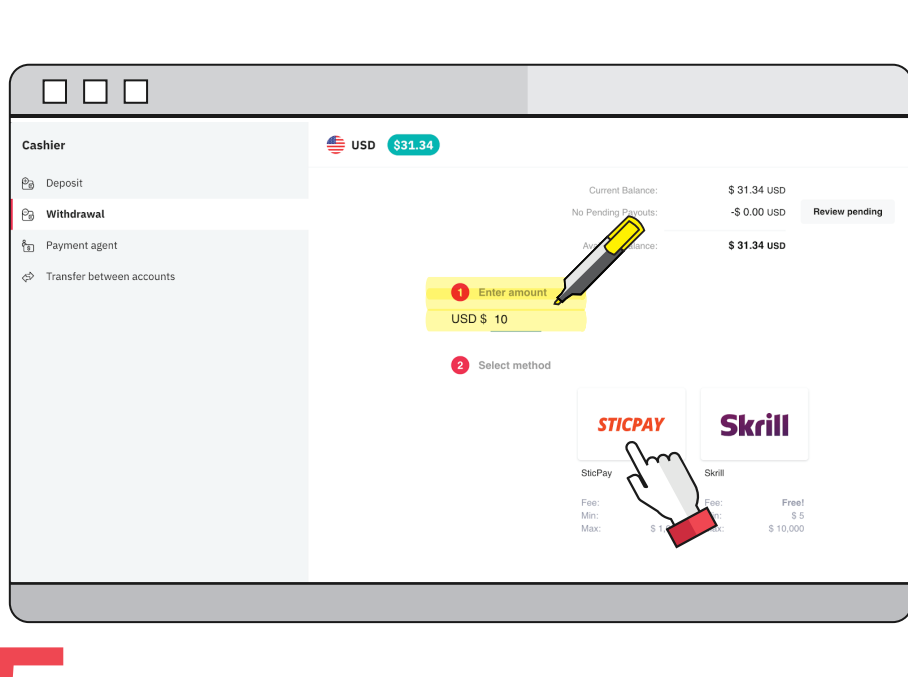 Cashier
Deposit
Withdrawal
Payment agent
Transfer between accounts
USD $31.34
Current Balance: $ 31.34 USD
No Pending Payouts: -$ 0.00 USD Review pending
$ 31.34 USD
1 Enter amount
USD $ 10
2 Select method
STICPAY Skrill
SticPay Skrill
Fee: Fee: Free!
Min: $ 5
Max: $ 10,000